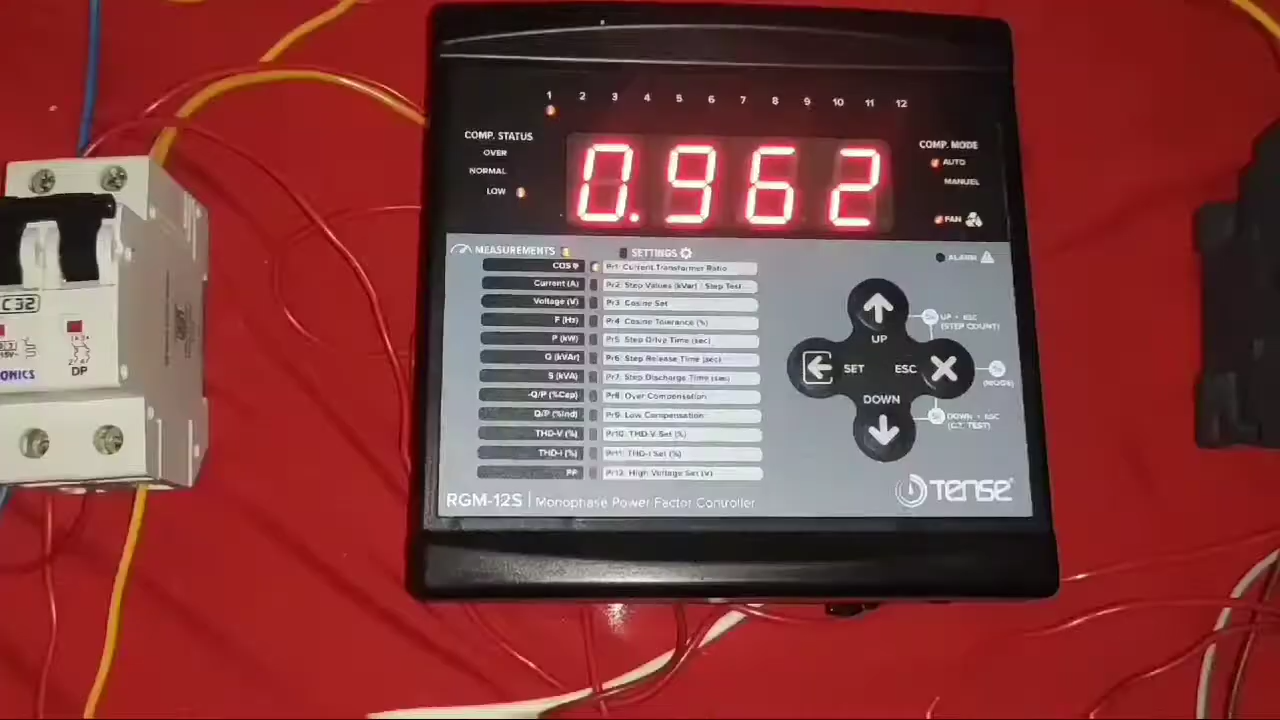 1 2 3 4 5 6 7 8 9 10 11 12
COMP. STATUS
OVER
NORMAL
LOW
0.962
COMP. MODE
AUTO
MANUEL
FAN
MEASUREMENTS
SETTINGS
ALARM
COS φ
Current (A)
Voltage (V)
F (Hz)
P (kW)
Q (kVAr)
S (kVA)
-Q/P (%Cap)
Q/P (%Ind)
THD-V (%)
THD-I (%)
PF
Pr1: Current Transformer Ratio
Pr2: Step Values (kVar) - Step Test
Pr3: Cosine Set
Pr4: Cosine Tolerance (%)
Pr5: Step Drive Time (sec)
Pr6: Step Release Time (sec)
Pr7: Step Discharge Time (sec)
Pr8: Over Compensation
Pr9: Low Compensation
Pr10: THD-V Set (%)
Pr11: THD-I Set (%)
Pr12: High Voltage Set (V)
UP
SET
ESC
DOWN
UP + ESC
(STEP COUNT)
(MODE)
DOWN + ESC
(C.T. TEST)
RGM-12S | Monophase Power Factor Controller
TENSE
C 32
ONICS
DP